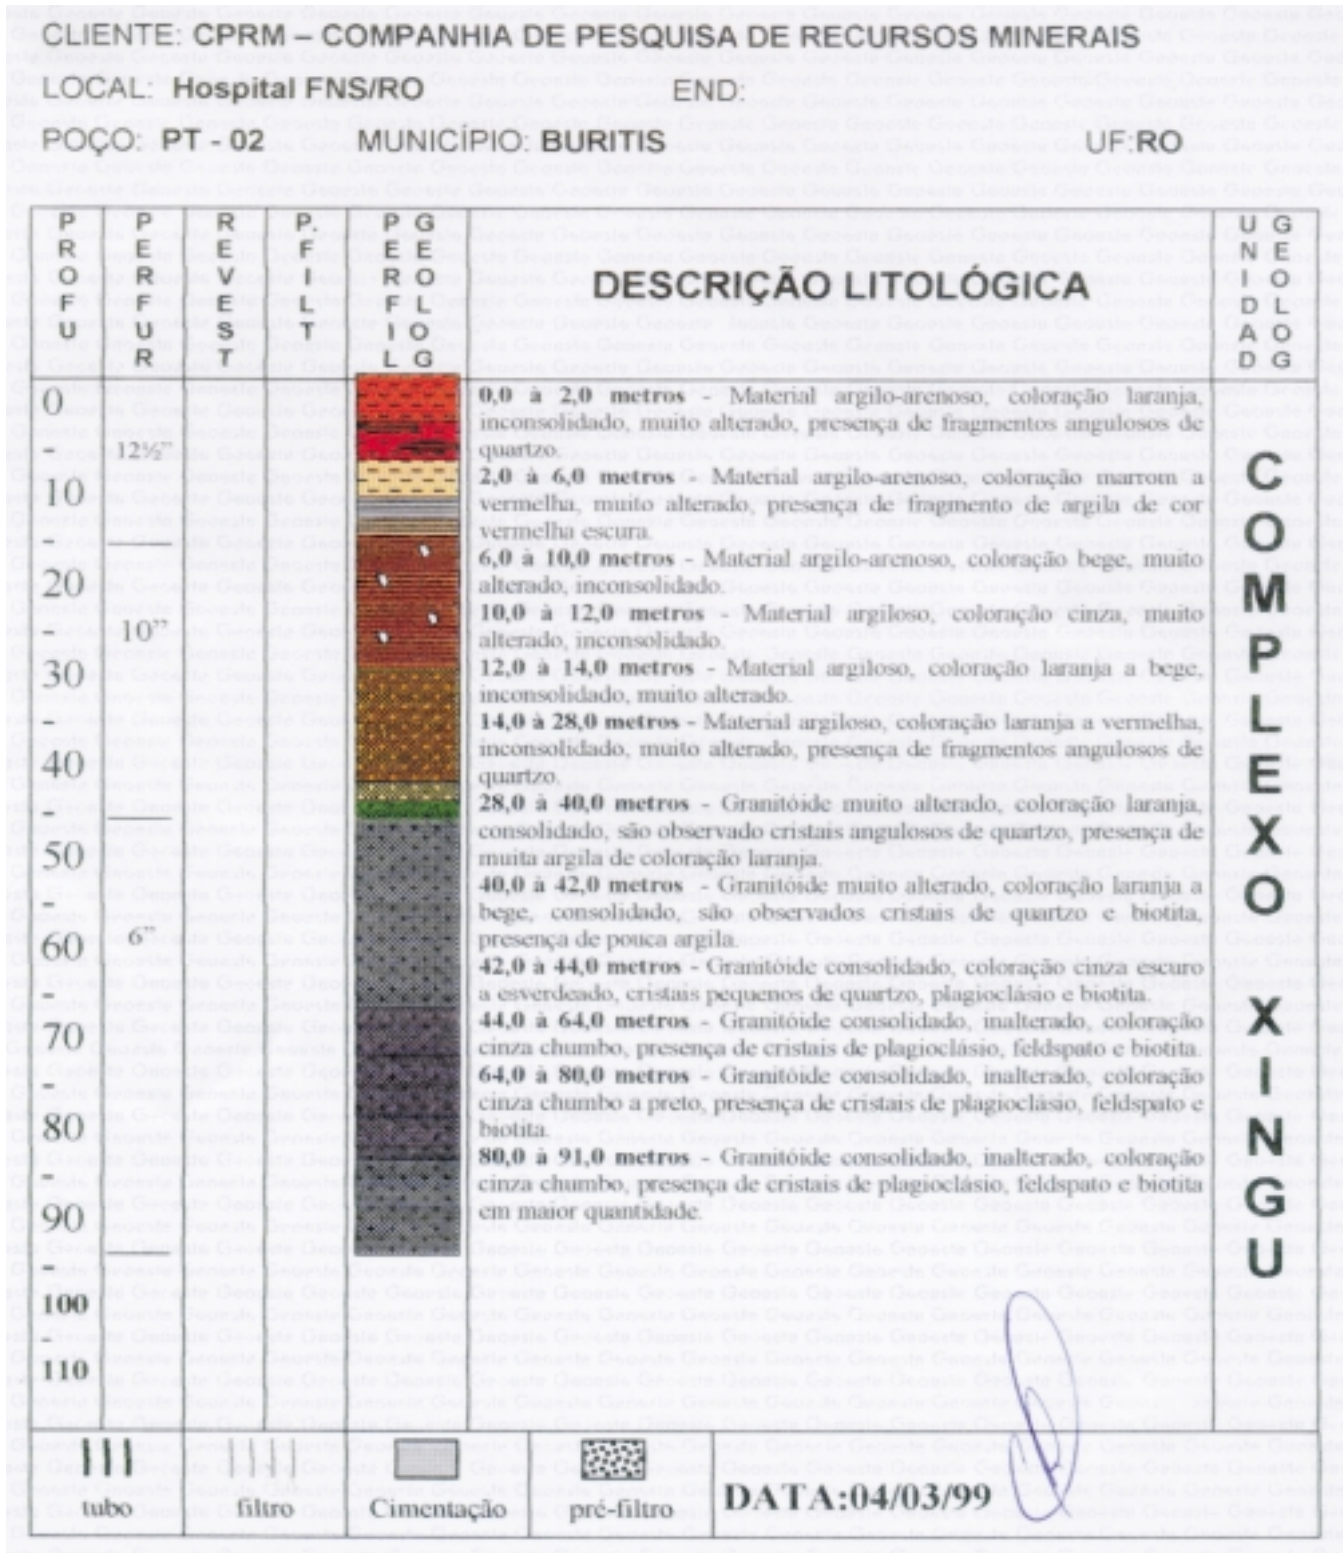 CLIENTE: CPRM – COMPANHIA DE PESQUISA DE RECURSOS MINERAIS
LOCAL: Hospital FNS/RO END:
POÇO: PT - 02 MUNICÍPIO: BURITIS UF:RO
PROFU PERFUR REVEST P. FILT PERFIL GEOLOG DESCRIÇÃO LITOLÓGICA UNIDAD GEOLOG
0,0 à 2,0 metros - Material argilo-arenoso, coloração laranja,
inconsolidado, muito alterado, presença de fragmentos angulosos de
quartzo.
2,0 à 6,0 metros - Material argilo-arenoso, coloração marrom a
vermelha, muito alterado, presença de fragmento de argila de cor
vermelha escura.
6,0 à 10,0 metros - Material argilo-arenoso, coloração bege, muito
alterado, inconsolidado.
10,0 à 12,0 metros - Material argiloso, coloração cinza, muito
alterado, inconsolidado.
12,0 à 14,0 metros - Material argiloso, coloração laranja a bege,
inconsolidado, muito alterado.
14,0 à 28,0 metros - Material argiloso, coloração laranja a vermelha,
inconsolidado, muito alterado, presença de fragmentos angulosos de
quartzo.
28,0 à 40,0 metros - Granitóide muito alterado, coloração laranja,
consolidado, são observado cristais angulosos de quartzo, presença de
muita argila de coloração laranja.
40,0 à 42,0 metros - Granitóide muito alterado, coloração laranja a
bege, consolidado, são observados cristais de quartzo e biotita,
presença de pouca argila.
42,0 à 44,0 metros - Granitóide consolidado, coloração cinza escuro
a esverdeado, cristais pequenos de quartzo, plagioclásio e biotita.
44,0 à 64,0 metros - Granitóide consolidado, inalterado, coloração
cinza chumbo, presença de cristais de plagioclásio, feldspato e biotita.
64,0 à 80,0 metros - Granitóide consolidado, inalterado, coloração
cinza chumbo a preto, presença de cristais de plagioclásio, feldspato e
biotita.
80,0 à 91,0 metros - Granitóide consolidado, inalterado, coloração
cinza chumbo, presença de cristais de plagioclásio, feldspato e biotita
em maior quantidade.
0
12½”
10
20
10”
30
40
50
6”
60
70
80
90
100
110
COMPLEXO XINGU
tubo filtro Cimentação pré-filtro DATA:04/03/99